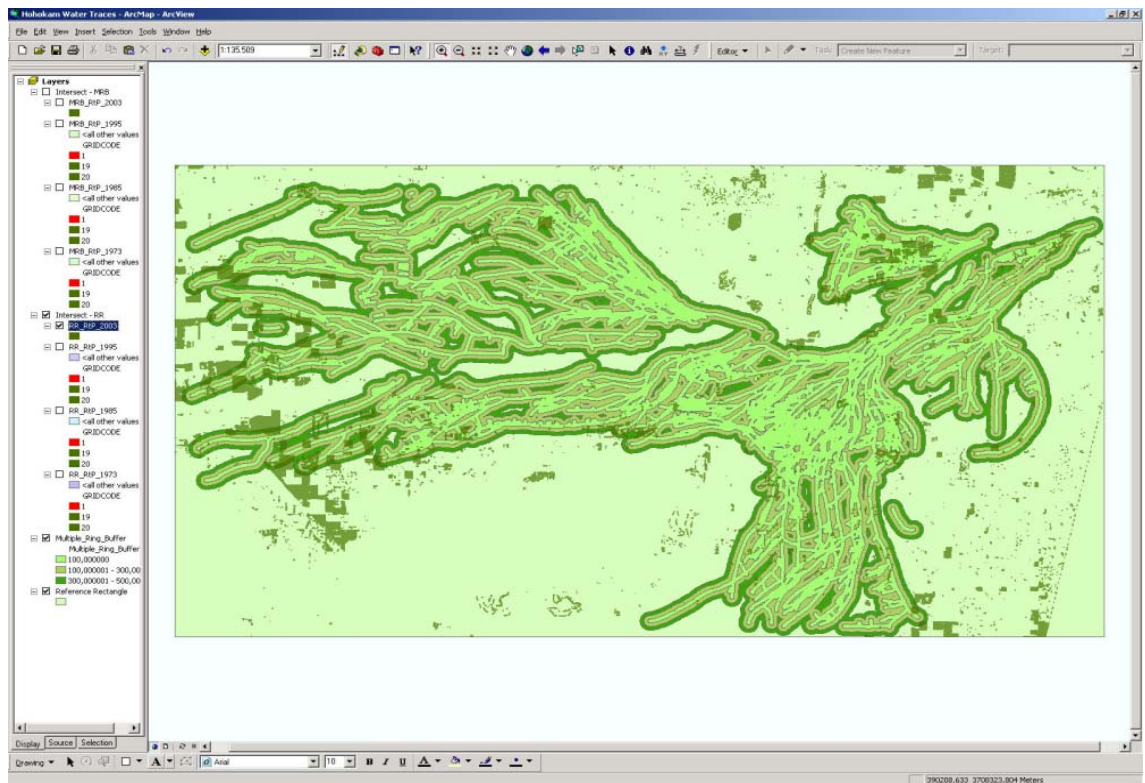 Hohokam Water Traces - ArcMap - ArcView
File Edit View Insert Selection Tools Window Help
1:135.509
Editor
Task: Create New Feature
Target:
Layers
Intersect - MRB
MRB_RtP_2003
MRB_RtP_1995
<all other values
GRIDCODE
1
19
20
MRB_RtP_1985
<all other values
GRIDCODE
1
19
20
MRB_RtP_1973
<all other values
GRIDCODE
1
19
20
Intersect - RR
RR_RtP_2003
RR_RtP_1995
<all other values
GRIDCODE
1
19
20
RR_RtP_1985
<all other values
GRIDCODE
1
19
20
RR_RtP_1973
<all other values
GRIDCODE
1
19
20
Multiple_Ring_Buffer
Multiple_Ring_Buffer
100,000000
100,000001 - 300,00
300,000001 - 500,00
Reference Rectangle
Display Source Selection
Drawing
A
Arial
10
B I U A
390208.633 3708323.804 Meters